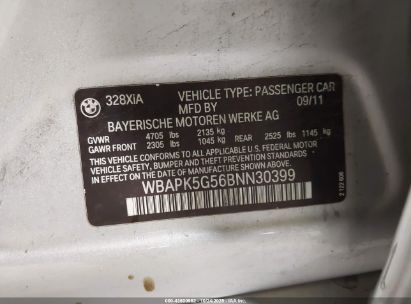 BMW
328XiA VEHICLE TYPE: PASSENGER CAR
MFD BY 09/11
BAYERISCHE MOTOREN WERKE AG
GVWR 4705 lbs 2135 kg
GAWR FRONT 2305 lbs 1045 kg REAR 2525 lbs 1145 kg
THIS VEHICLE CONFORMS TO ALL APPLICABLE U.S. FEDERAL MOTOR
VEHICLE SAFETY, BUMPER AND THEFT PREVENTION STANDARDS IN
EFFECT ON THE DATE OF MANUFACTURE SHOWN ABOVE.
WBAPK5G56BNN30399